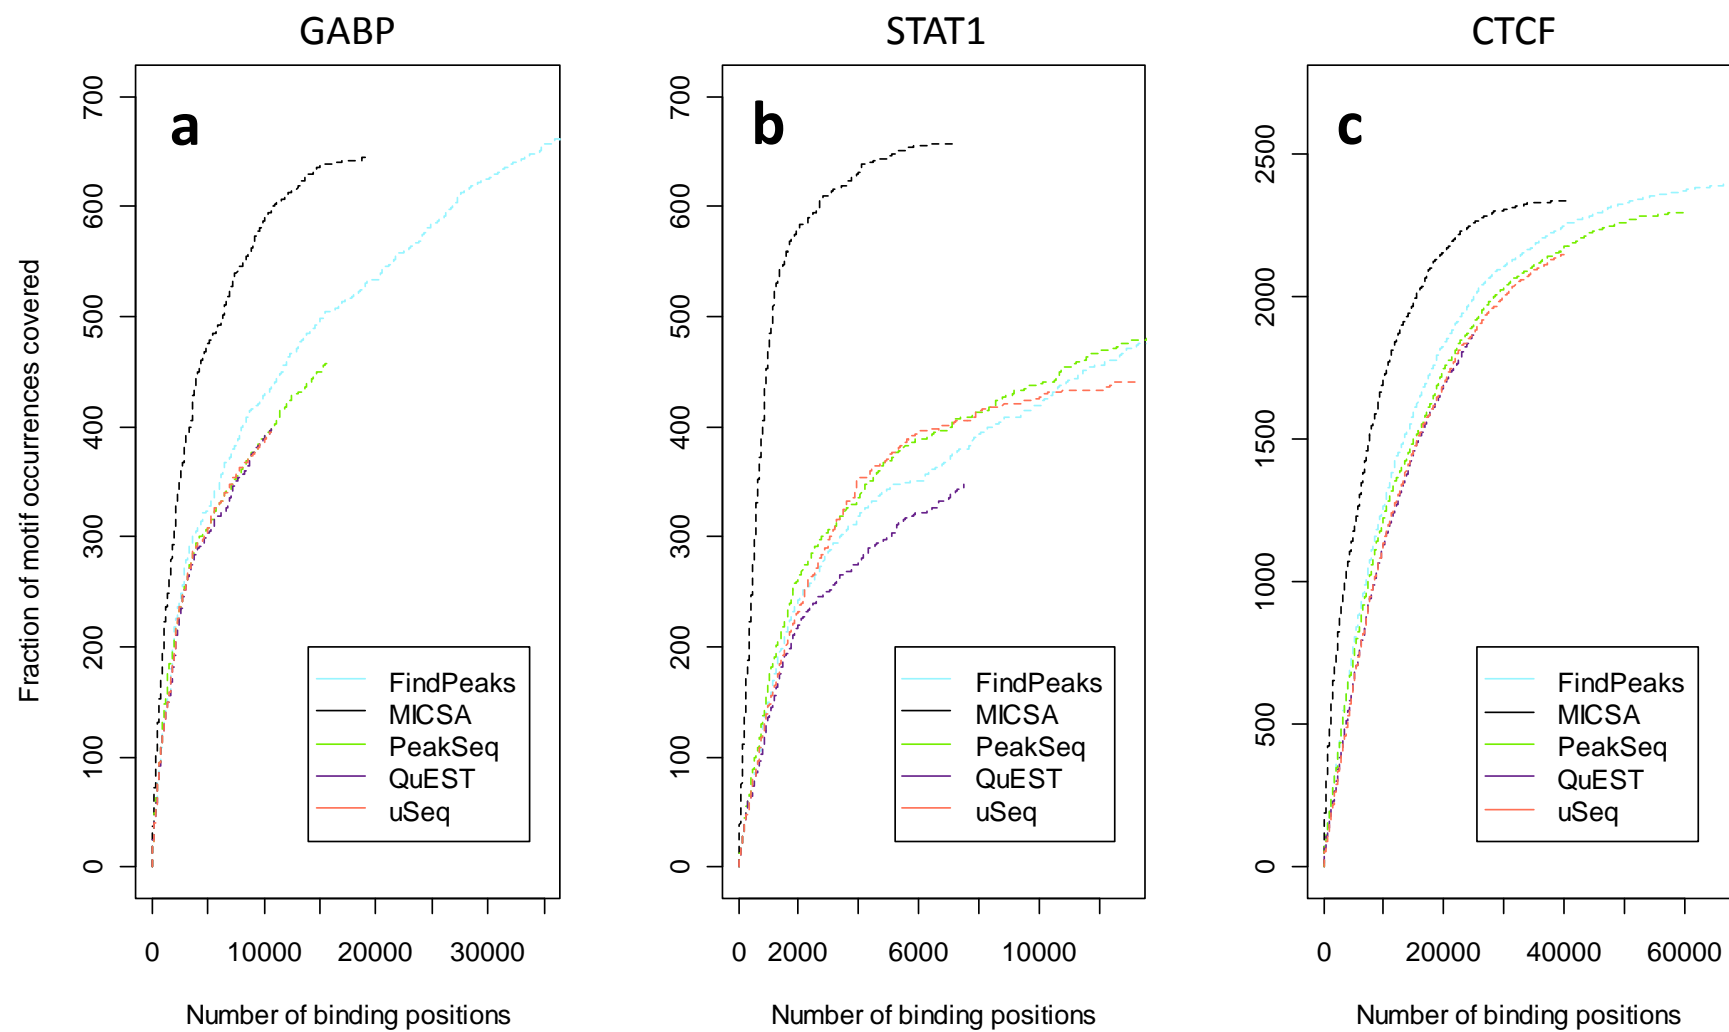 GABP
STAT1
CTCF
Fraction of motif occurrences covered
a
700
600
500
400
300
200
100
0
FindPeaks
MICSA
PeakSeq
QuEST
uSeq
0 10000 20000 30000
Number of binding positions
b
700
600
500
400
300
200
100
0
FindPeaks
MICSA
PeakSeq
QuEST
uSeq
0 2000 6000 10000
Number of binding positions
c
2500
2000
1500
1000
500
0
FindPeaks
MICSA
PeakSeq
QuEST
uSeq
0 20000 40000 60000
Number of binding positions